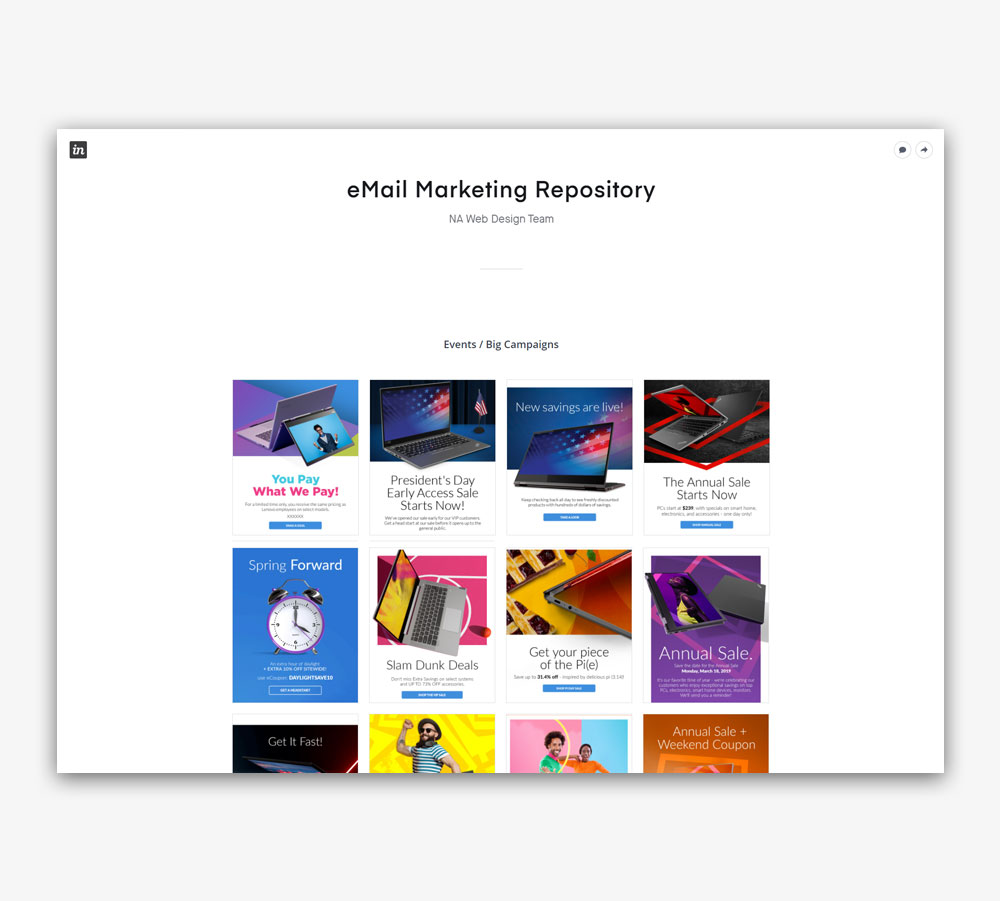 in
eMail Marketing Repository
NA Web Design Team
Events / Big Campaigns
You Pay
What We Pay!
For a limited time only, you receive the same pricing as
Lenovo employees on select models.
XXXXXXX
President's Day
Early Access Sale
Starts Now!
We've opened our sale early for our VIP customers.
Get a head start at our sale before it opens up to the
general public.
New savings are live!
Keep checking back all day to see freshly discounted
products with hundreds of dollars of savings.
TAKE A LOOK
The Annual Sale
Starts Now
PCs start at $239 with specials on smart home,
electronics, and accessories - one day only!
SHOP ANNUAL SALE
Spring Forward
An extra hour of daylight
+ EXTRA 10% OFF SITEWIDE!
use eCoupon: DAYLIGHTSAVE10
GET A HEADSTART
Slam Dunk Deals
Don't miss Extra Savings on select systems
and UP TO 73% OFF accessories.
SHOP THE VIP SALE
Get your piece
of the Pi(e)
Save up to 31.4% off - inspired by delicious pi (3.14)!
SHOP PI DAY SALE
Annual Sale.
Save the date for the Annual Sale
Monday, March 18, 2019
It's our favorite time of year - we're celebrating our
customers who enjoy exceptional savings on top
PCs, electronics, smart home devices, monitors.
We'll send you a reminder!
Get It Fast!
Annual Sale +
Weekend Coupon